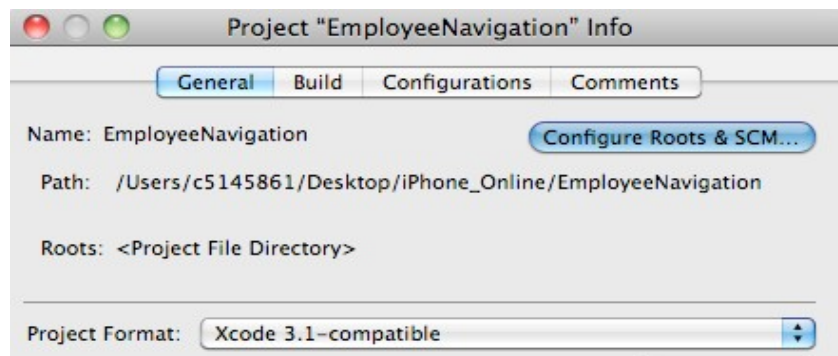 Project “EmployeeNavigation” Info
General Build Configurations Comments
Name: EmployeeNavigation Configure Roots & SCM...
Path: /Users/c5145861/Desktop/iPhone_Online/EmployeeNavigation
Roots: <Project File Directory>
Project Format: Xcode 3.1-compatible